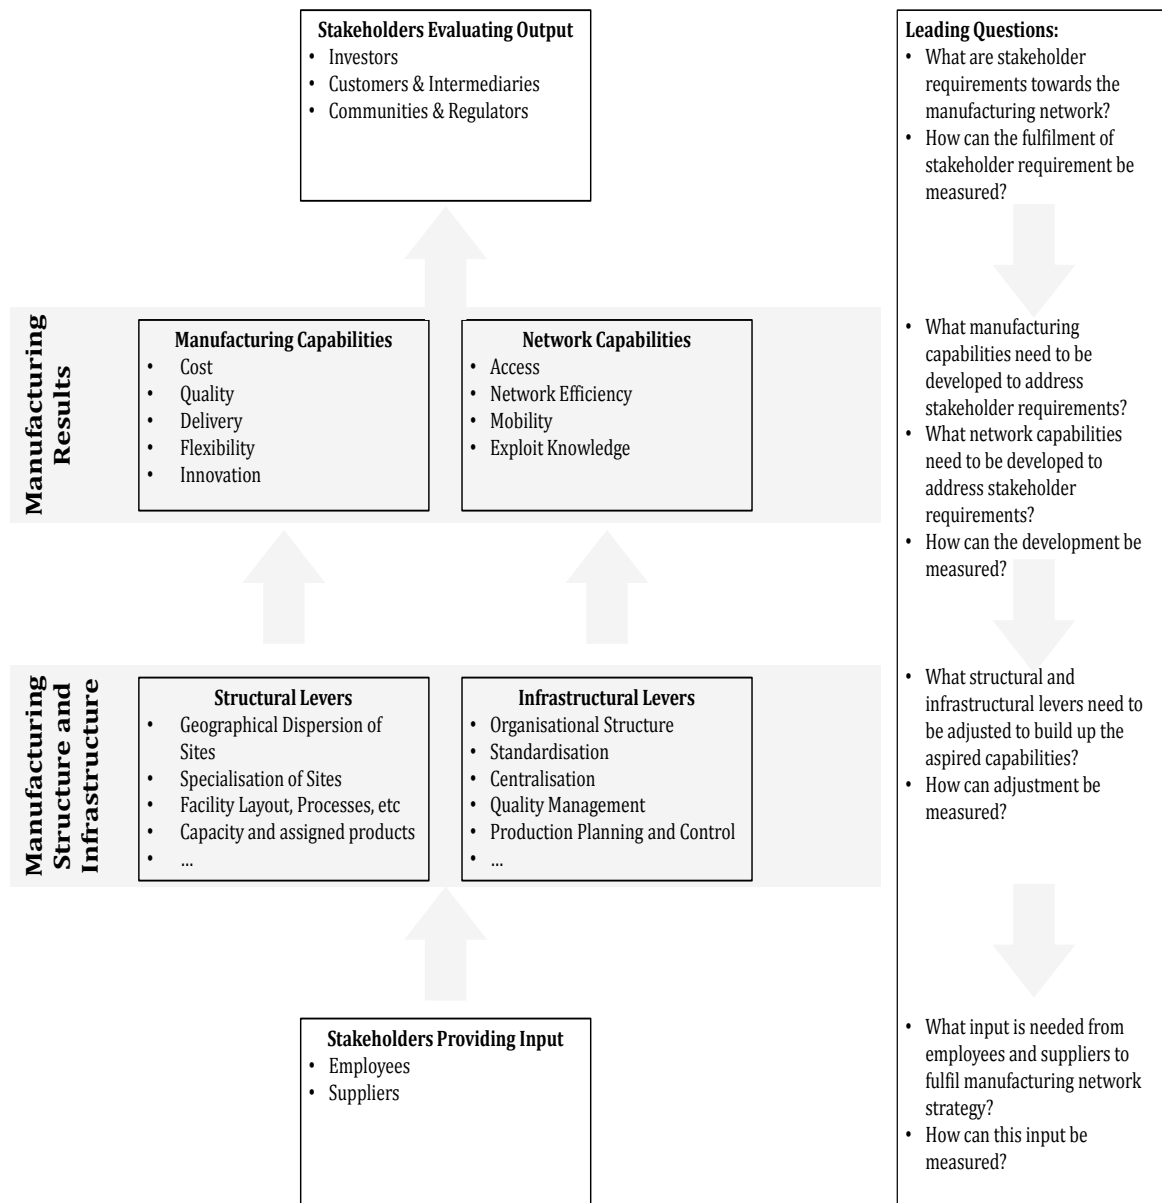 Stakeholders Evaluating Output
• Investors
• Customers & Intermediaries
• Communities & Regulators
Manufacturing
Results
Manufacturing Capabilities
• Cost
• Quality
• Delivery
• Flexibility
• Innovation
Network Capabilities
• Access
• Network Efficiency
• Mobility
• Exploit Knowledge
Manufacturing
Structure and
Infrastructure
Structural Levers
• Geographical Dispersion of
Sites
• Specialisation of Sites
• Facility Layout, Processes, etc
• Capacity and assigned products
• ...
Infrastructural Levers
• Organisational Structure
• Standardisation
• Centralisation
• Quality Management
• Production Planning and Control
• ...
Stakeholders Providing Input
• Employees
• Suppliers
Leading Questions:
• What are stakeholder
requirements towards the
manufacturing network?
• How can the fulfilment of
stakeholder requirement be
measured?
• What manufacturing
capabilities need to be
developed to address
stakeholder requirements?
• What network capabilities
need to be developed to
address stakeholder
requirements?
• How can the development be
measured?
• What structural and
infrastructural levers need to
be adjusted to build up the
aspired capabilities?
• How can adjustment be
measured?
• What input is needed from
employees and suppliers to
fulfil manufacturing network
strategy?
• How can this input be
measured?